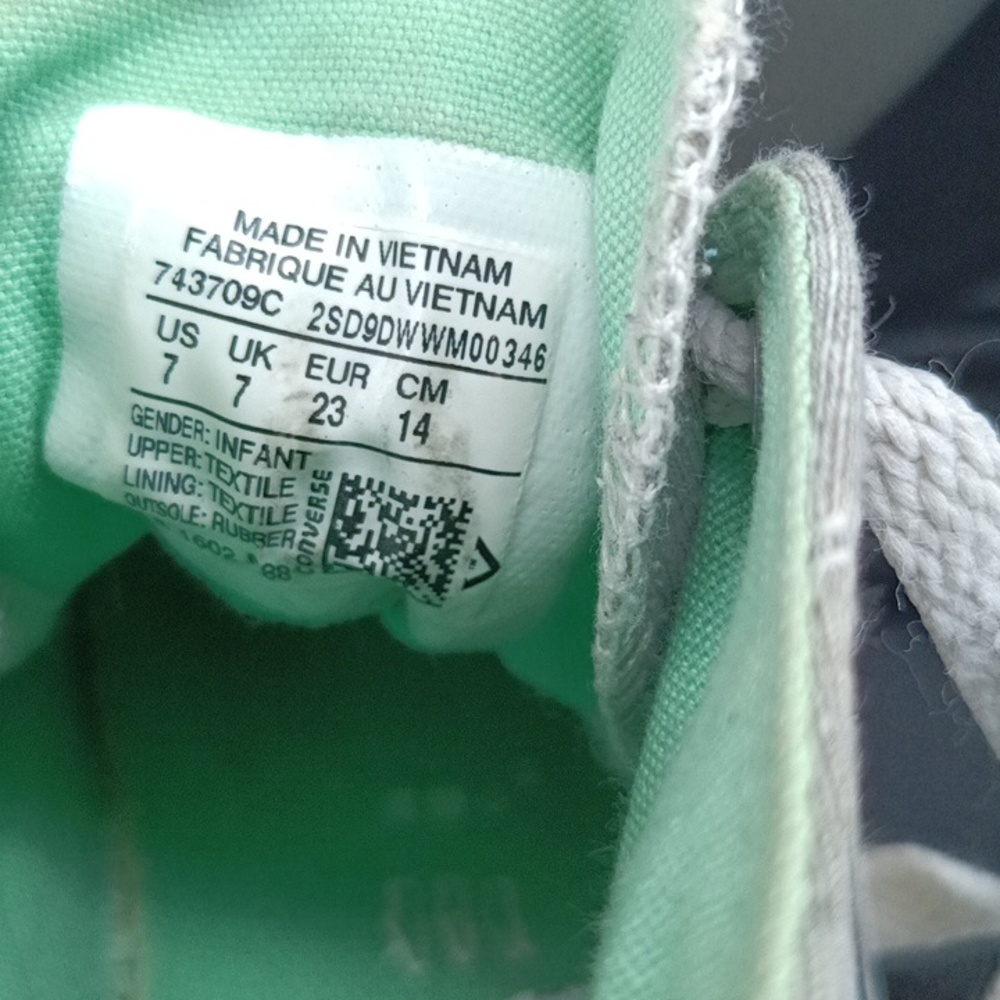 MADE IN VIETNAM
FABRIQUE AU VIETNAM
743709C 2SD9DWWM00346
US UK EUR CM
7 7 23 14
GENDER: INFANT
UPPER: TEXTILE
LINING: TEXTILE
OUTSOLE: RUBBER
CONVERSE